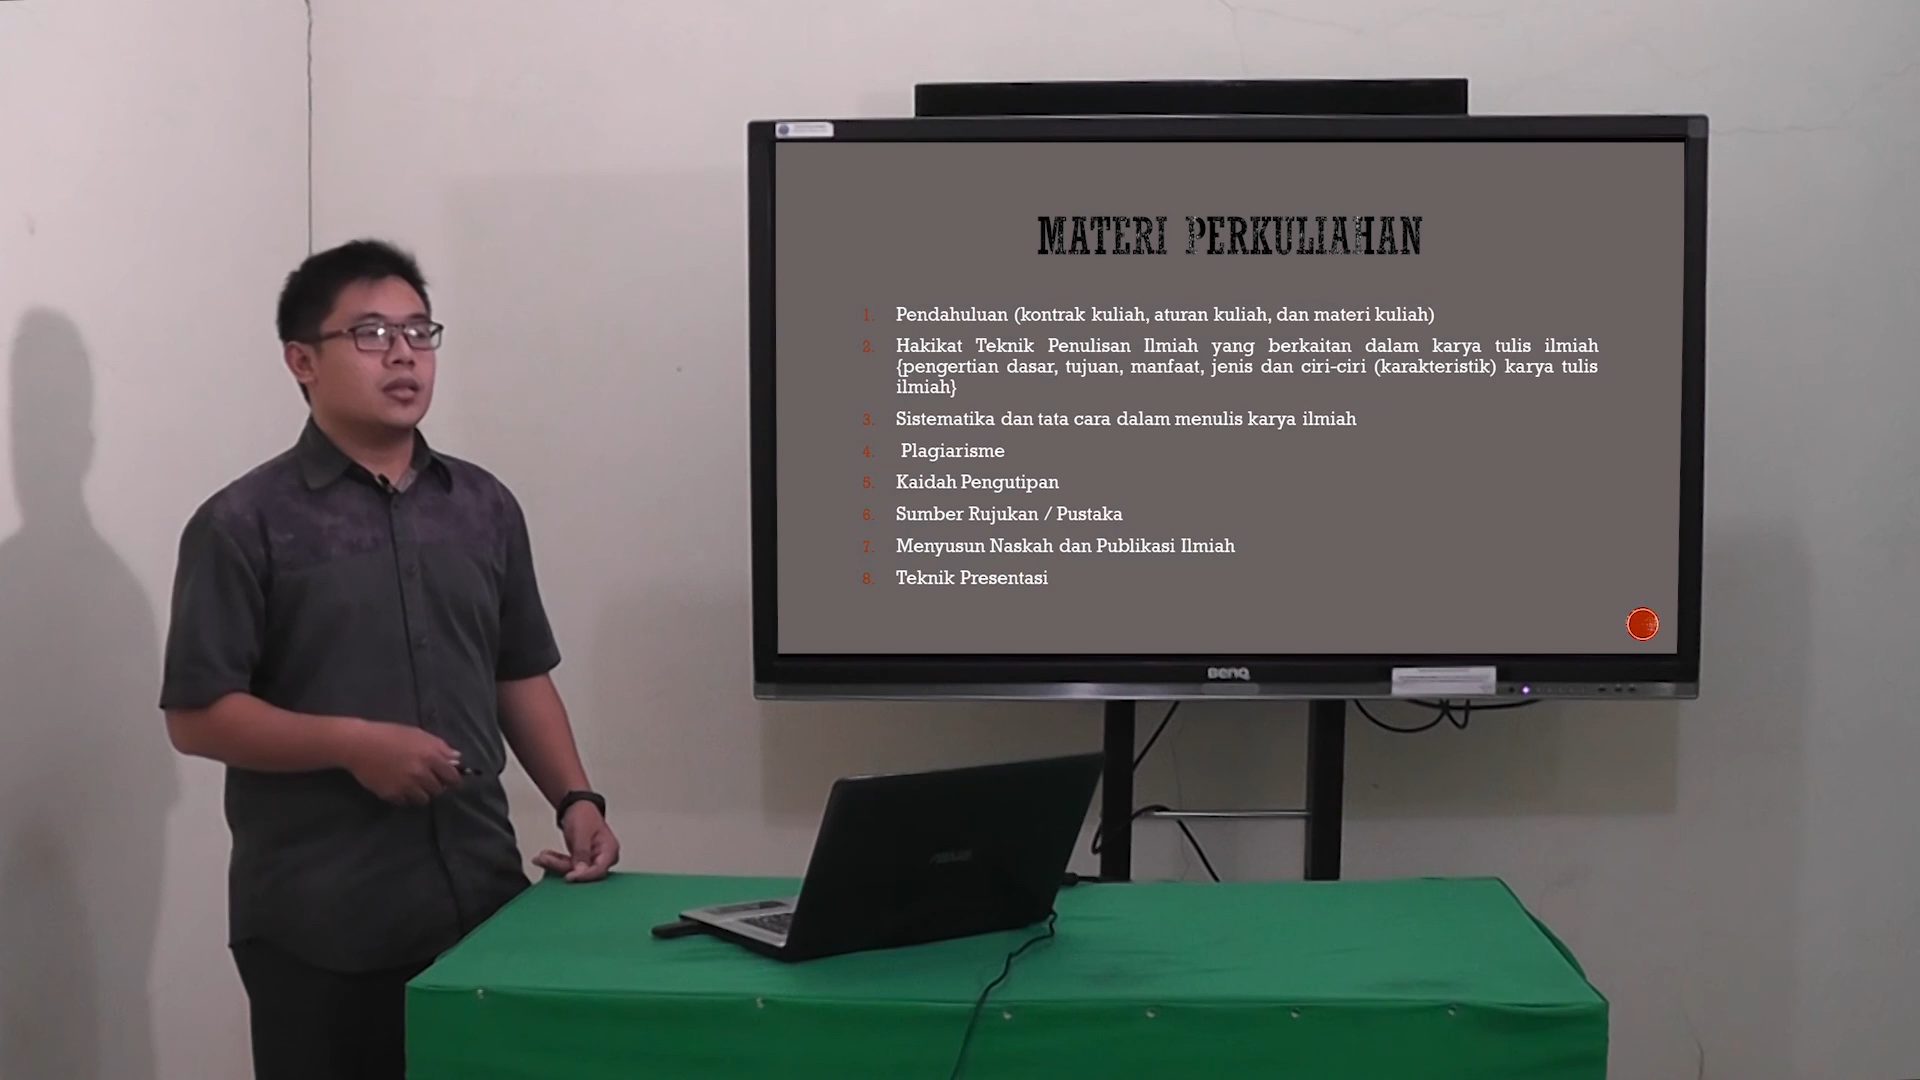 MATERI PERKULIAHAN
1. Pendahuluan (kontrak kuliah, aturan kuliah, dan materi kuliah)
2. Hakikat Teknik Penulisan Ilmiah yang berkaitan dalam karya tulis ilmiah
{pengertian dasar, tujuan, manfaat, jenis dan ciri-ciri (karakteristik) karya tulis
ilmiah}
3. Sistematika dan tata cara dalam menulis karya ilmiah
4. Plagiarisme
5. Kaidah Pengutipan
6. Sumber Rujukan / Pustaka
7. Menyusun Naskah dan Publikasi Ilmiah
8. Teknik Presentasi
BenQ
ASUS